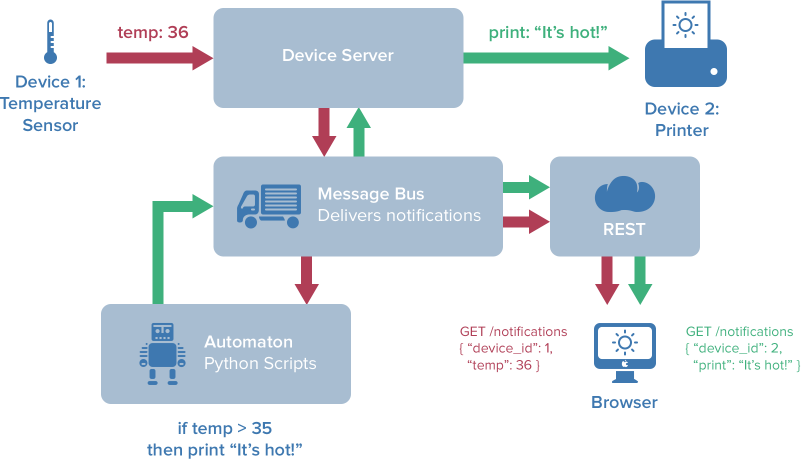 temp: 36
Device Server
print: “It’s hot!”
Device 1:
Temperature
Sensor
Device 2:
Printer
Message Bus
Delivers notifications
REST
Automaton
Python Scripts
GET /notifications
{ “device_id”: 1,
“temp”: 36 }
GET /notifications
{ “device_id”: 2,
“print”: “It’s hot!” }
Browser
if temp > 35
then print “It’s hot!”